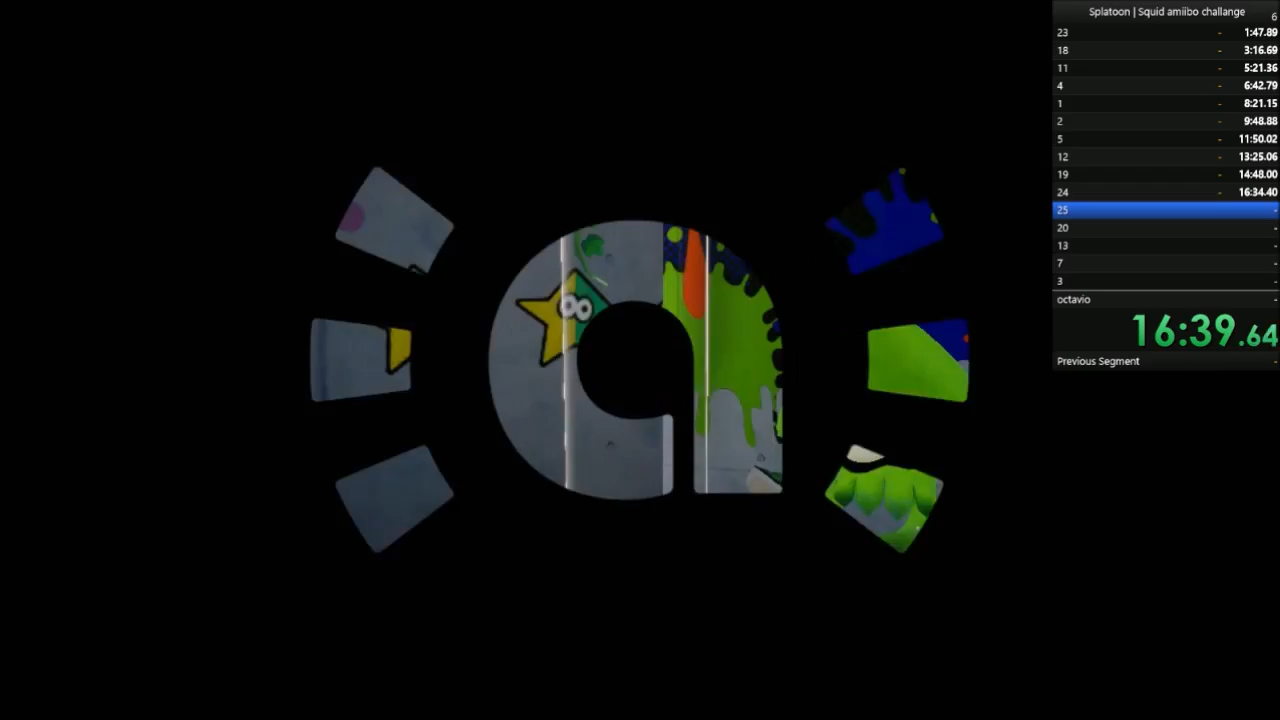 Splatoon | Squid amiibo challange
6
23 - 1:47.89
18 - 3:16.69
11 - 5:21.36
4 - 6:42.79
1 - 8:21.15
2 - 9:48.88
5 - 11:50.02
12 - 13:25.06
19 - 14:48.00
24 - 16:34.40
25 -
20 -
13 -
7 -
3 -
octavio -
16:39.64
Previous Segment -